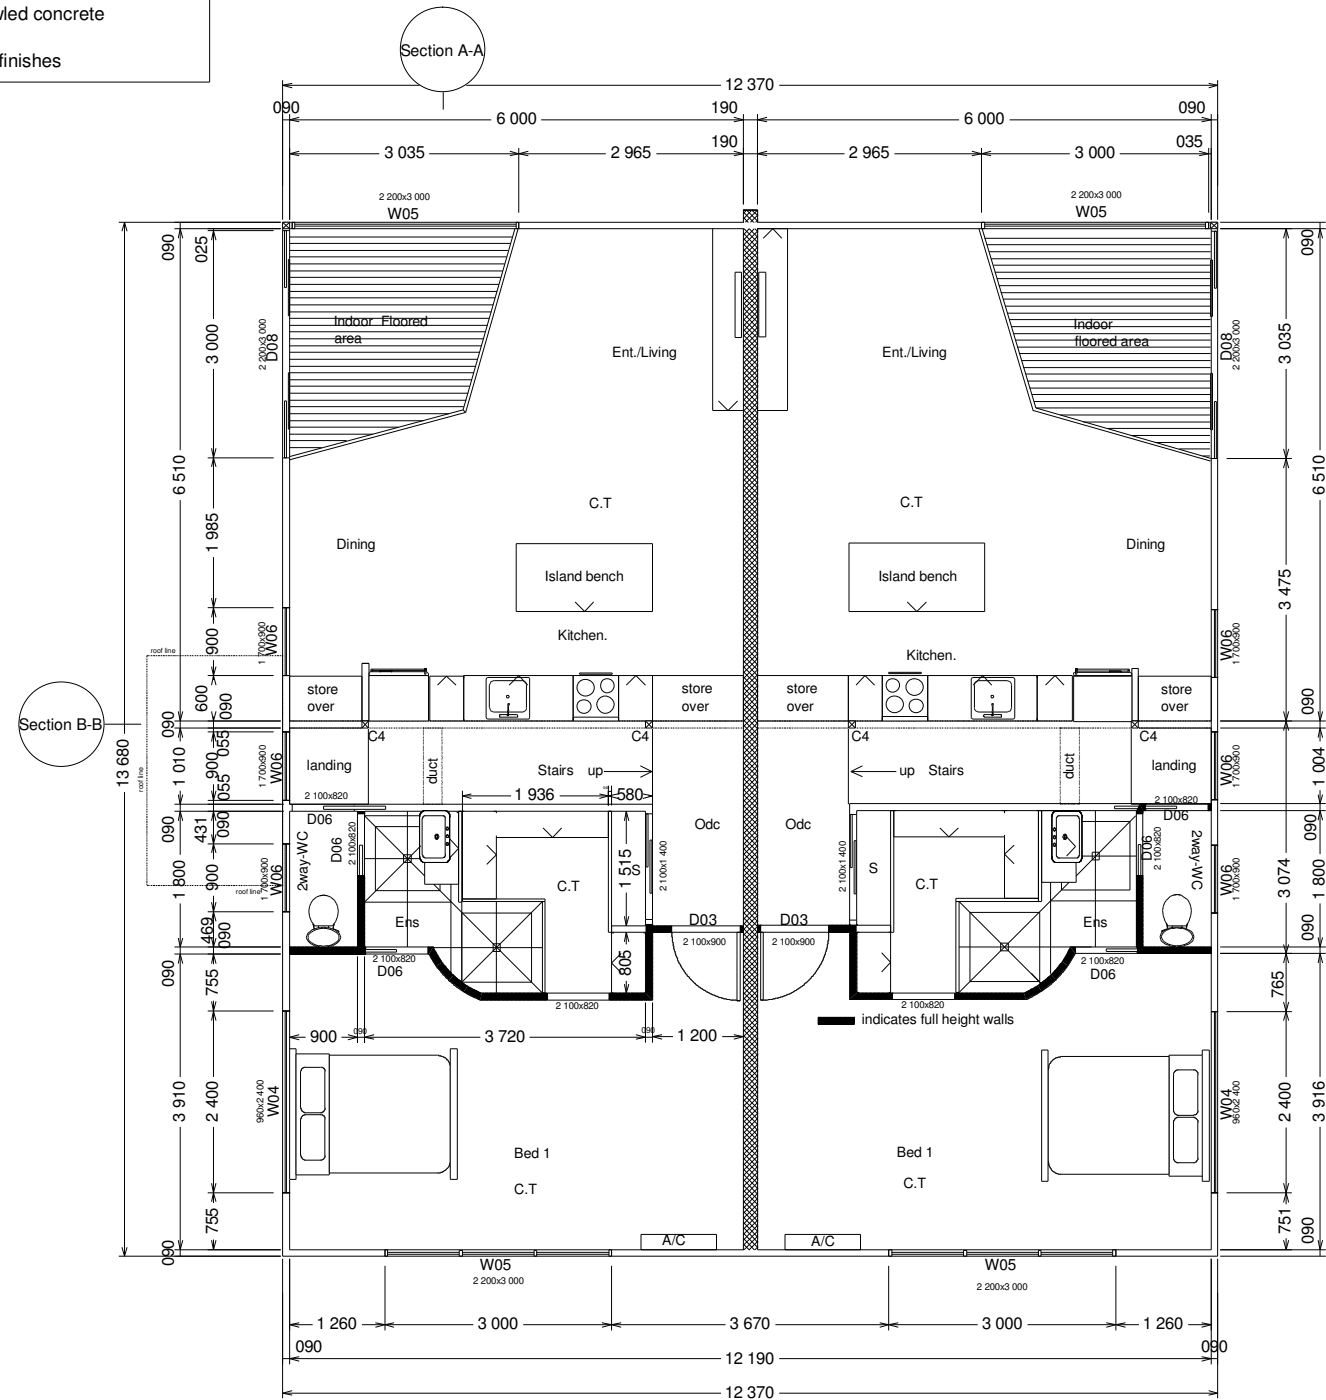 wled concrete
finishes
Section A-A
12 370
090
6 000
190
6 000
090
3 035
2 965
190
2 965
3 000
035
2 200x3 000
W05
2 200x3 000
W05
090
025
090
3 000
2 200x3 000
D08
Indoor Floored
area
Ent./Living
Ent./Living
Indoor
floored area
D08
2 200x3 000
3 035
6 510
6 510
1 985
C.T
C.T
Dining
Dining
3 475
Island bench
Island bench
900
1 700x900
W06
Kitchen.
Kitchen.
W06
1 700x900
roof line
600
090
store
over
store
over
store
over
store
over
090
Section B-B
13 680
090
C4
C4
C4
C4
roof line
1 010
055
900
055
1 700x900
W06
landing
duct
Stairs up
up Stairs
duct
landing
W06
1 700x900
1 004
2 100x820
D06
1 936
580
2 100x820
D06
090
431
090
D06
2 100x820
Odc
Odc
D06
2 100x820
090
1 800
900
1 700x900
W06
roof line
2way-WC
C.T
1 515
S
2 100x1 400
2 100x1 400
S
C.T
2way-WC
W06
1 700x900
3 074
1 800
469
090
Ens
D03
D03
Ens
090
2 100x900
2 100x900
090
755
2 100x820
D06
805
2 100x820
D06
765
2 100x820
2 100x820
indicates full height walls
900
090
3 720
090
1 200
3 910
2 400
960x2 400
W04
W04
960x2 400
2 400
3 916
Bed 1
C.T
Bed 1
C.T
755
751
090
090
A/C
A/C
W05
2 200x3 000
W05
2 200x3 000
1 260
3 000
3 670
3 000
1 260
090
12 190
090
12 370